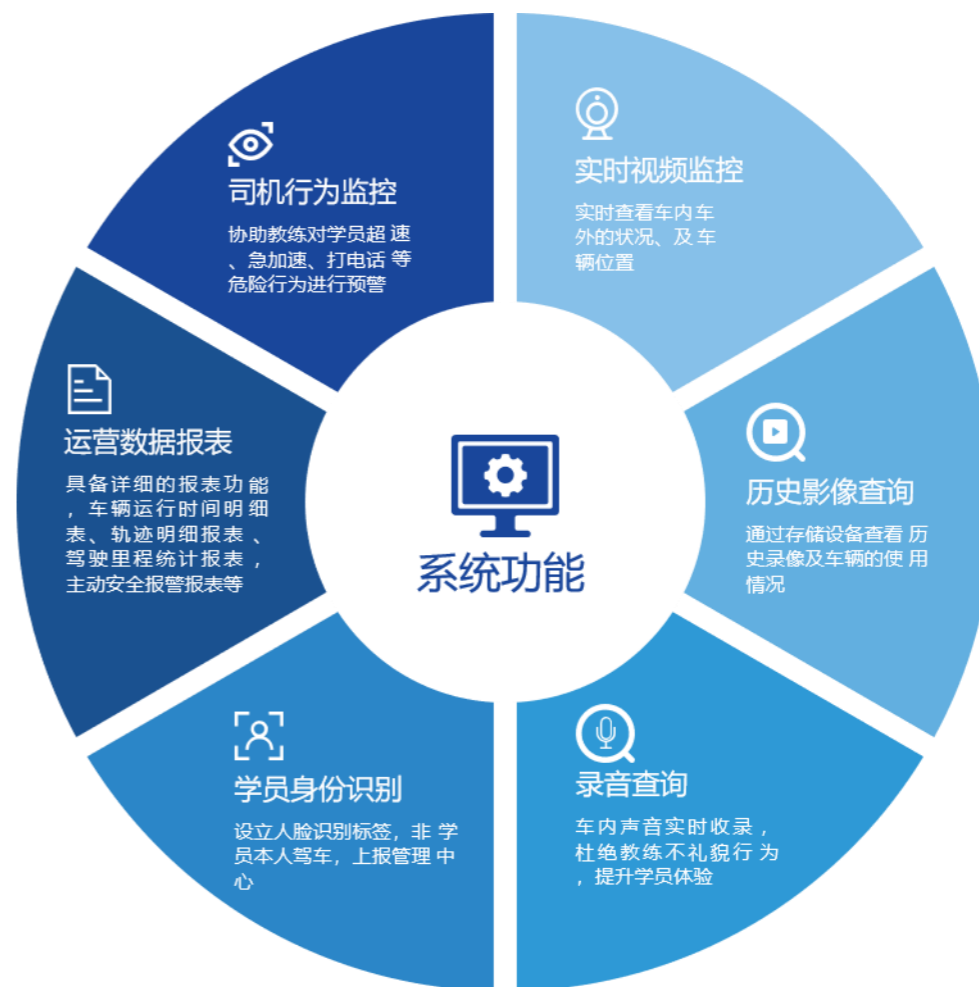 实时视频监控
实时查看车内车
外的状况、及车
辆位置
历史影像查询
通过存储设备查看历
史录像及车辆的使用
情况
录音查询
车内声音实时收录，
杜绝教练不礼貌行为
，提升学员体验
学员身份识别
设立人脸识别标签，非学
员本人驾车，上报管理中
心
运营数据报表
具备详细的报表功能
，车辆运行时间明细
表、轨迹明细报表、
驾驶里程统计报表，
主动安全报警报表等
司机行为监控
协助教练对学员超速
、急加速、打电话等
危险行为进行预警
系统功能